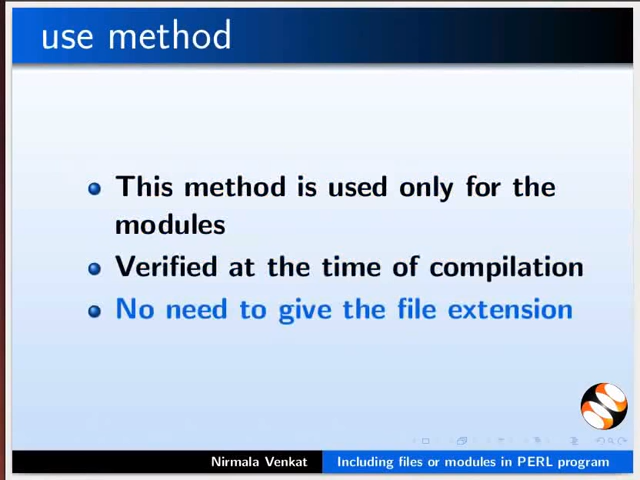 use method
This method is used only for the
modules
Verified at the time of compilation
No need to give the file extension
Nirmala Venkat
Including files or modules in PERL program